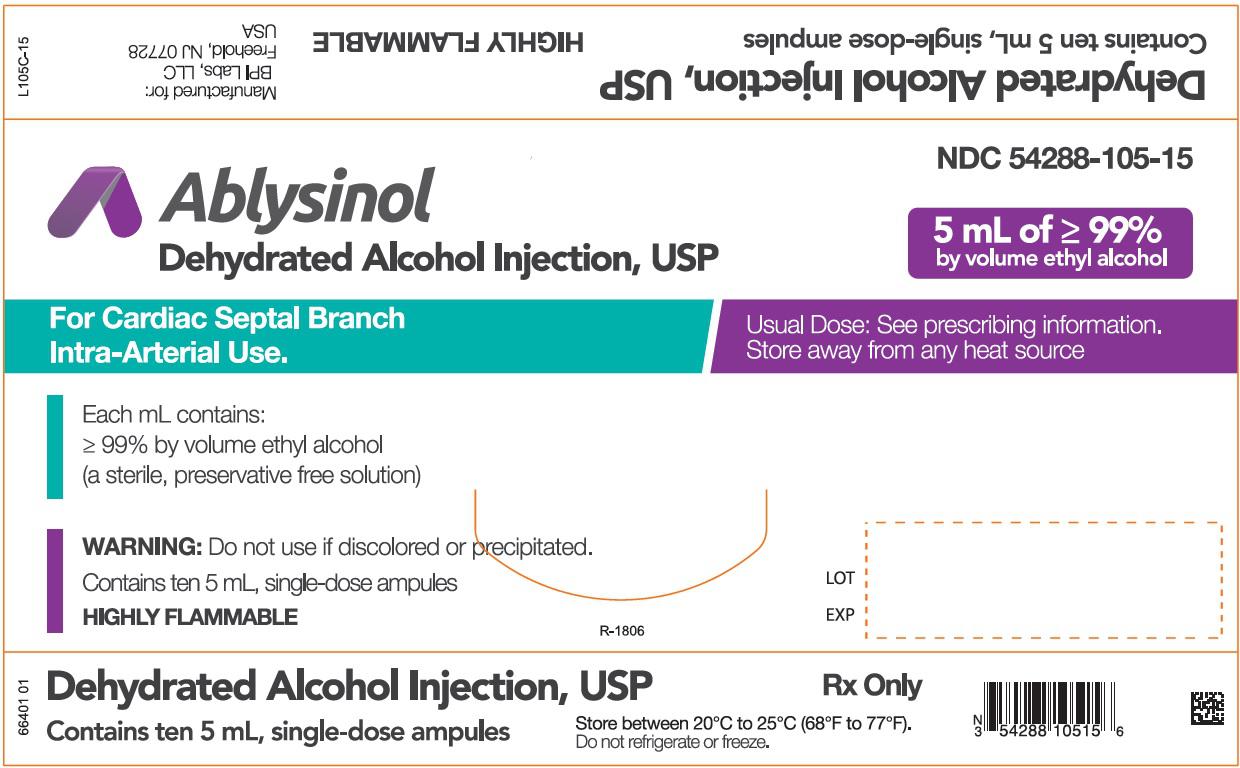 L105C-15
Manufactured for:
BPI Labs, LLC
Freehold, NJ 07728
USA
HIGHLY FLAMMABLE
Dehydrated Alcohol Injection, USP
Contains ten 5 mL, single-dose ampules
Ablysinol
Dehydrated Alcohol Injection, USP
NDC 54288-105-15
5 mL of ≥ 99%
by volume ethyl alcohol
For Cardiac Septal Branch
Intra-Arterial Use.
Usual Dose: See prescribing information.
Store away from any heat source
Each mL contains:
≥ 99% by volume ethyl alcohol
(a sterile, preservative free solution)
WARNING: Do not use if discolored or precipitated.
Contains ten 5 mL, single-dose ampules
HIGHLY FLAMMABLE
R-1806
LOT
EXP
66401 01
Dehydrated Alcohol Injection, USP
Contains ten 5 mL, single-dose ampules
Rx Only
Store between 20°C to 25°C (68°F to 77°F).
Do not refrigerate or freeze.
N
3 54288 10515 6